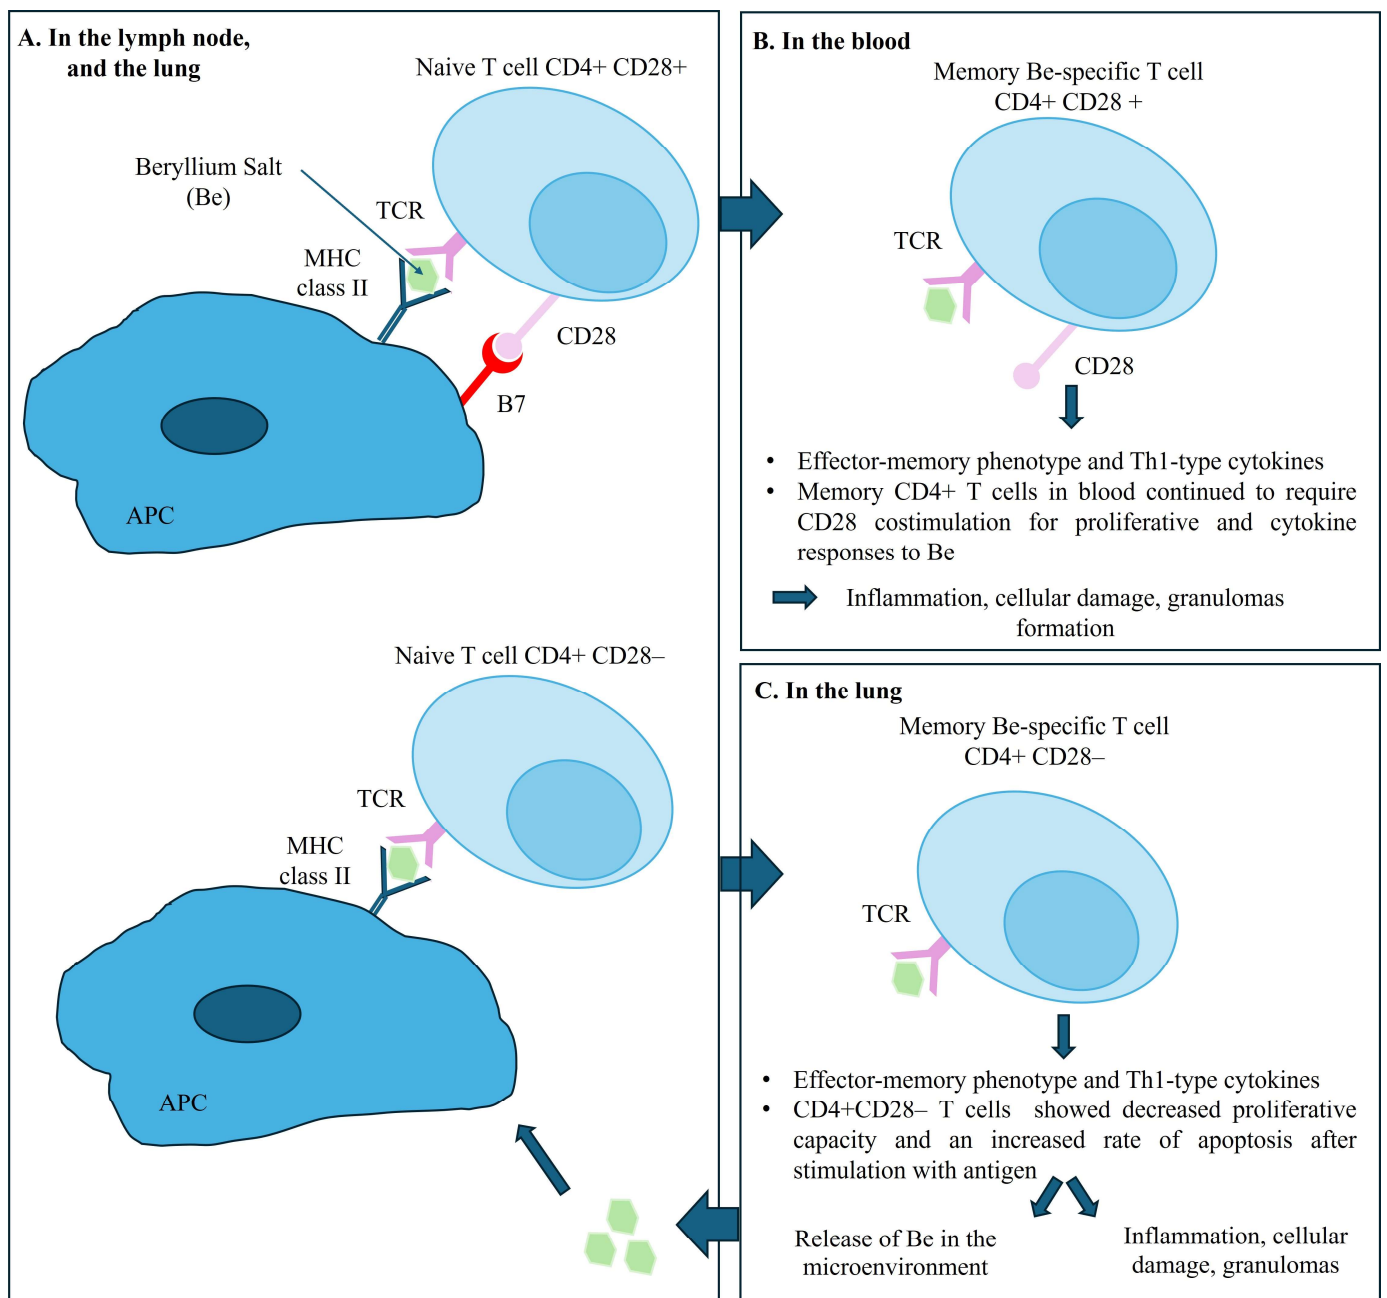 A. In the lymph node,
and the lung
Naive T cell CD4+ CD28+
Beryllium Salt
(Be)
TCR
MHC
class II
CD28
B7
APC
Naive T cell CD4+ CD28–
TCR
MHC
class II
APC
B. In the blood
Memory Be-specific T cell
CD4+ CD28 +
TCR
CD28
• Effector-memory phenotype and Th1-type cytokines
• Memory CD4+ T cells in blood continued to require
CD28 costimulation for proliferative and cytokine
responses to Be
Inflammation, cellular damage, granulomas
formation
C. In the lung
Memory Be-specific T cell
CD4+ CD28–
TCR
• Effector-memory phenotype and Th1-type cytokines
• CD4+CD28– T cells showed decreased proliferative
capacity and an increased rate of apoptosis after
stimulation with antigen
Release of Be in the
microenvironment
Inflammation, cellular
damage, granulomas